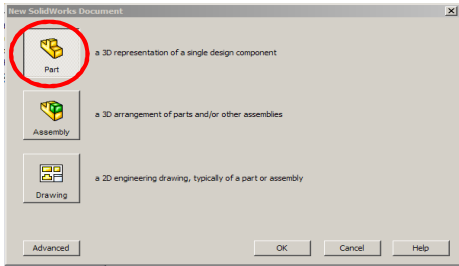 New SolidWorks Document
Part
a 3D representation of a single design component
Assembly
a 3D arrangement of parts and/or other assemblies
Drawing
a 2D engineering drawing, typically of a part or assembly
Advanced
OK
Cancel
Help